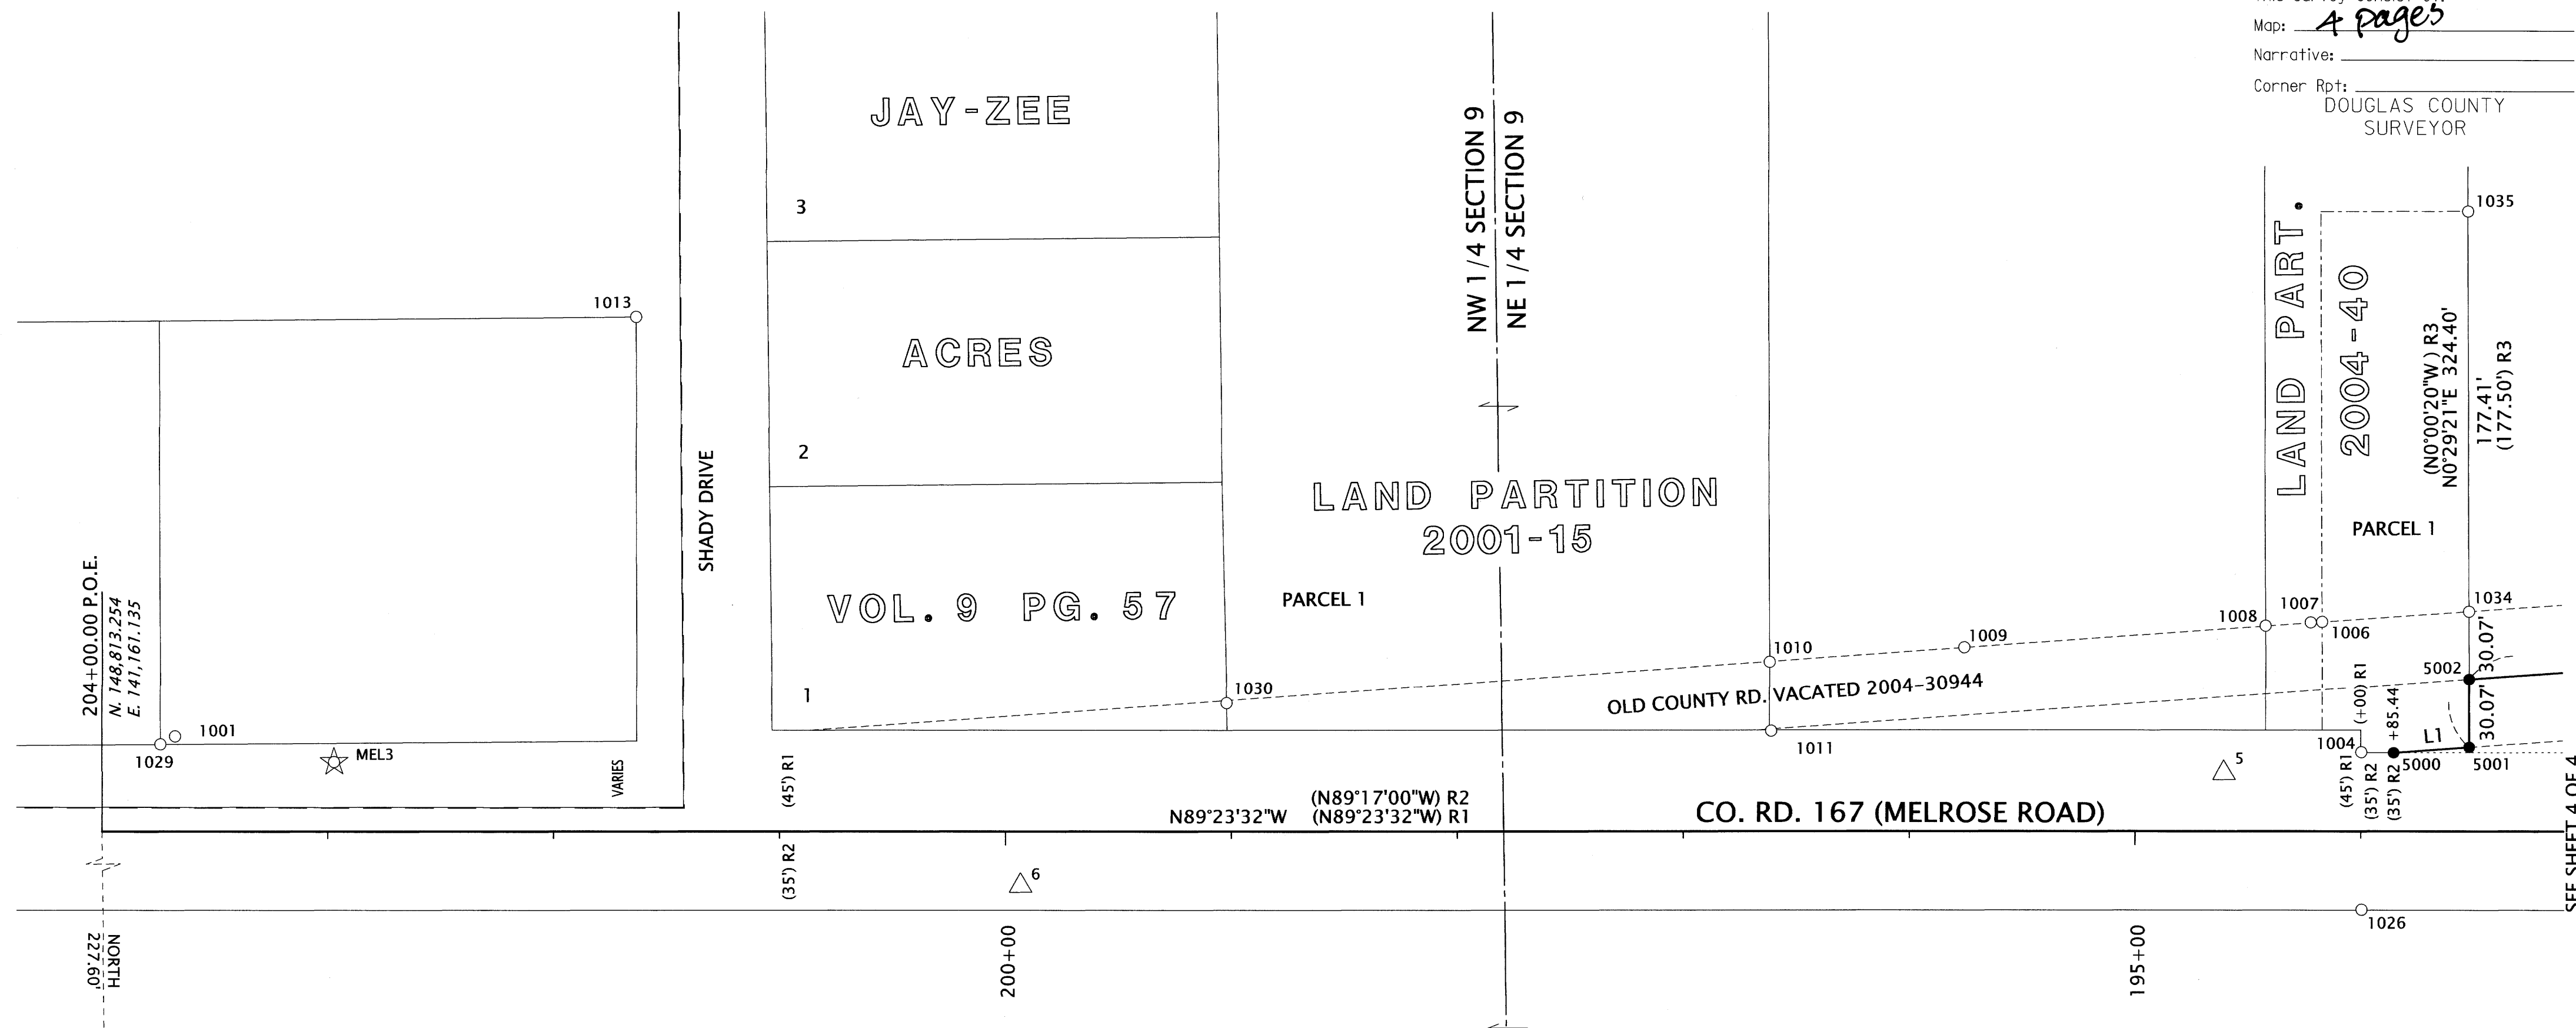 Map: 4 pages
Narrative:
Corner Rpt:
DOUGLAS COUNTY
SURVEYOR
JAY-ZEE
3
ACRES
2
VOL. 9 PG. 57
1
NW 1/4 SECTION 9
NE 1/4 SECTION 9
LAND PARTITION
2001-15
PARCEL 1
LAND PART.
2004-40
PARCEL 1
(N0°00'20"W) R3
N0°29'21"E 324.40'
177.41'
(177.50') R3
1035
1034
1013
SHADY DRIVE
204+00.00 P.O.E.
N. 148,813.254
E. 141,161.135
1001
1029
MEL3
VARIES
1030
1010
1009
1008
1007
1006
OLD COUNTY RD. VACATED 2004-30944
1011
5002
30.07'
30.07'
(+00) R1
+85.44
L1
1004
5000
5001
(45') R1
(35') R2
(35') R2
5
(45') R1
(35') R2
(N89°17'00"W) R2
N89°23'32"W (N89°23'32"W) R1
CO. RD. 167 (MELROSE ROAD)
SEE SHEET 4 OF 4
6
1026
NORTH
227.60'
200+00
195+00